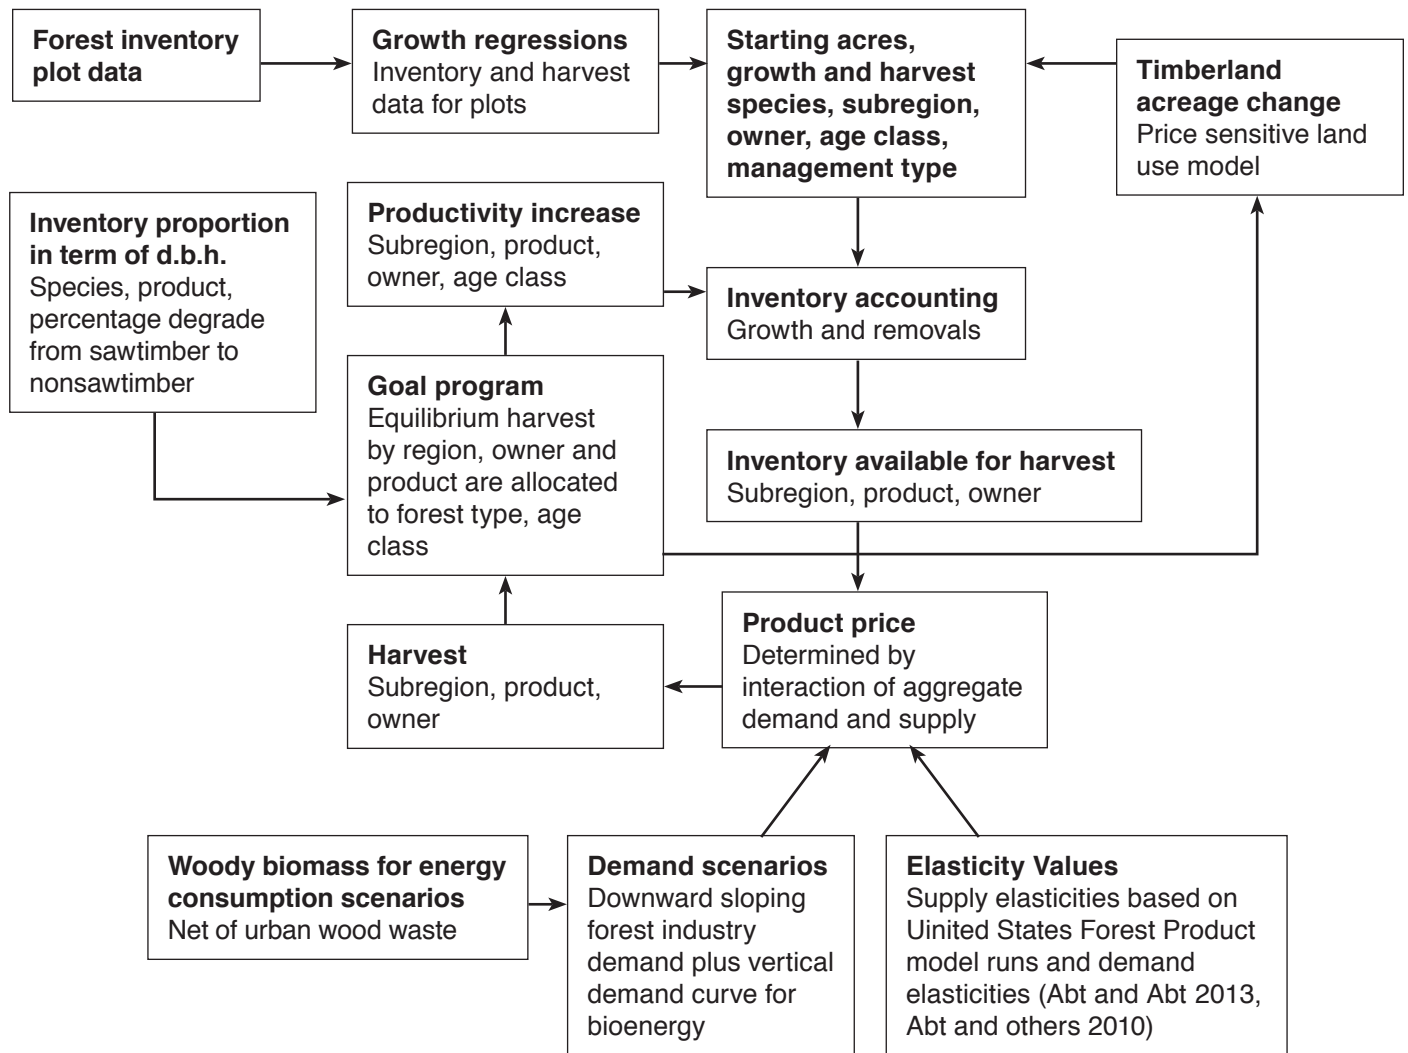 Forest inventory
plot data
Growth regressions
Inventory and harvest
data for plots
Starting acres,
growth and harvest
species, subregion,
owner, age class,
management type
Timberland
acreage change
Price sensitive land
use model
Inventory proportion
in term of d.b.h.
Species, product,
percentage degrade
from sawtimber to
nonsawtimber
Productivity increase
Subregion, product,
owner, age class
Inventory accounting
Growth and removals
Goal program
Equilibrium harvest
by region, owner and
product are allocated
to forest type, age
class
Inventory available for harvest
Subregion, product, owner
Harvest
Subregion, product,
owner
Product price
Determined by
interaction of aggregate
demand and supply
Woody biomass for energy
consumption scenarios
Net of urban wood waste
Demand scenarios
Downward sloping
forest industry
demand plus vertical
demand curve for
bioenergy
Elasticity Values
Supply elasticities based on
Uinited States Forest Product
model runs and demand
elasticities (Abt and Abt 2013,
Abt and others 2010)